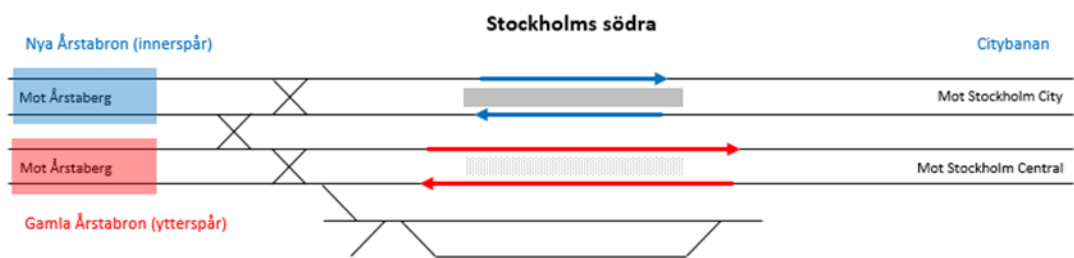 Stockholms södra
Nya Årstabron (innerspår)
Citybanan
Mot Årstaberg
Mot Stockholm City
Mot Årstaberg
Mot Stockholm Central
Gamla Årstabron (ytterspår)